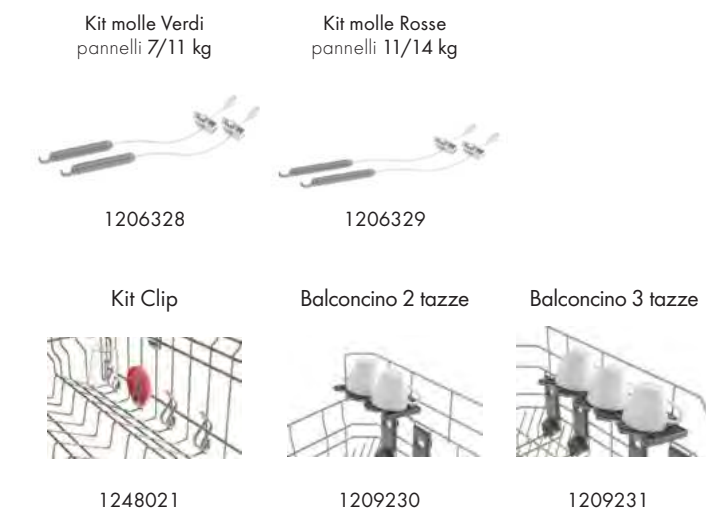 Kit molle Verdi
pannelli 7/11 kg
Kit molle Rosse
pannelli 11/14 kg
1206328
1206329
Kit Clip
Balconcino 2 tazze
Balconcino 3 tazze
1248021
1209230
1209231